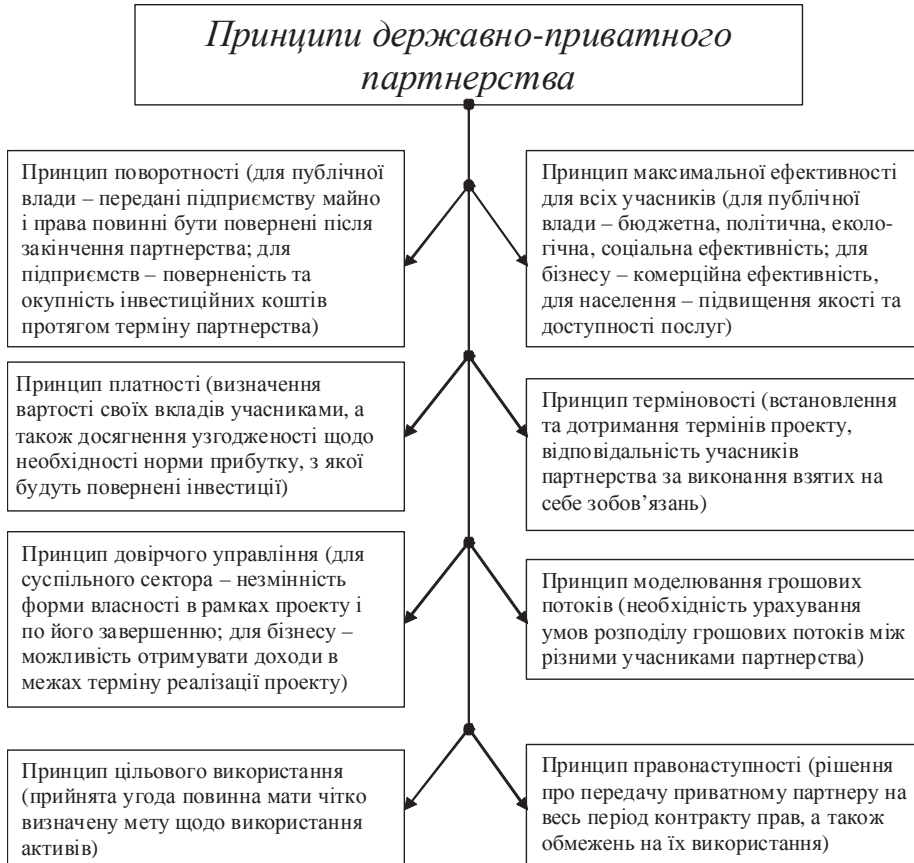 Принципи державно-приватного
партнерства
Принцип поворотності (для публічної
влади – передані підприємству майно
і права повинні бути повернені після
закінчення партнерства; для
підприємств – поверненість та
окупність інвестиційних коштів
протягом терміну партнерства)
Принцип максимальної ефективності
для всіх учасників (для публічної
влади – бюджетна, політична, еколо-
гічна, соціальна ефективність; для
бізнесу – комерційна ефективність,
для населення – підвищення якості та
доступності послуг)
Принцип платності (визначення
вартості своїх вкладів учасниками, а
також досягнення узгодженості щодо
необхідності норми прибутку, з якої
будуть повернені інвестиції)
Принцип терміновості (встановлення
та дотримання термінів проекту,
відповідальність учасників
партнерства за виконання взятих на
себе зобов’язань)
Принцип довірчого управління (для
суспільного сектора – незмінність
форми власності в рамках проекту і
по його завершенню; для бізнесу –
можливість отримувати доходи в
межах терміну реалізації проекту)
Принцип моделювання грошових
потоків (необхідність урахування
умов розподілу грошових потоків між
різними учасниками партнерства)
Принцип цільового використання
(прийнята угода повинна мати чітко
визначену мету щодо використання
активів)
Принцип правонаступності (рішення
про передачу приватному партнеру на
весь період контракту прав, а також
обмежень на їх використання)